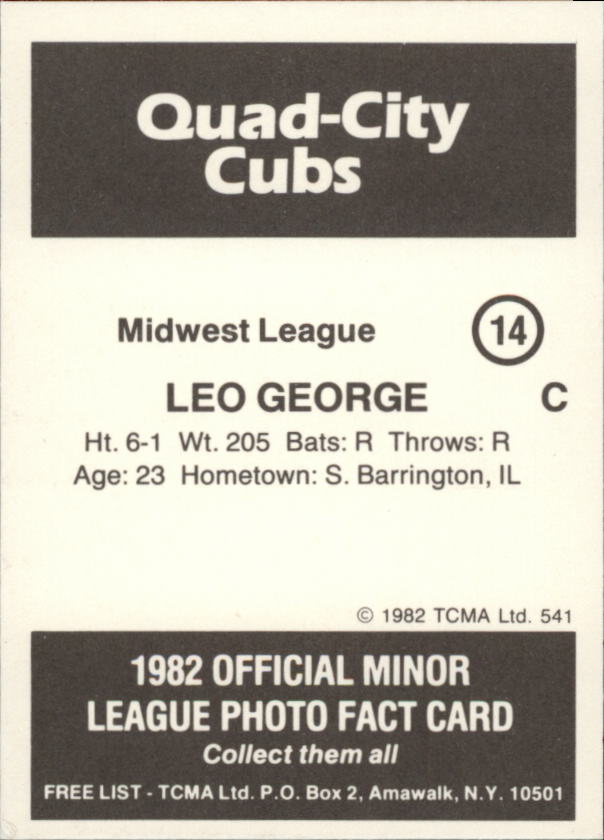 Quad-City
Cubs
Midwest League 14
LEO GEORGE C
Ht. 6-1 Wt. 205 Bats: R Throws: R
Age: 23 Hometown: S. Barrington, IL
© 1982 TCMA Ltd. 541
1982 OFFICIAL MINOR
LEAGUE PHOTO FACT CARD
Collect them all
FREE LIST - TCMA Ltd. P.O. Box 2, Amawalk, N.Y. 10501